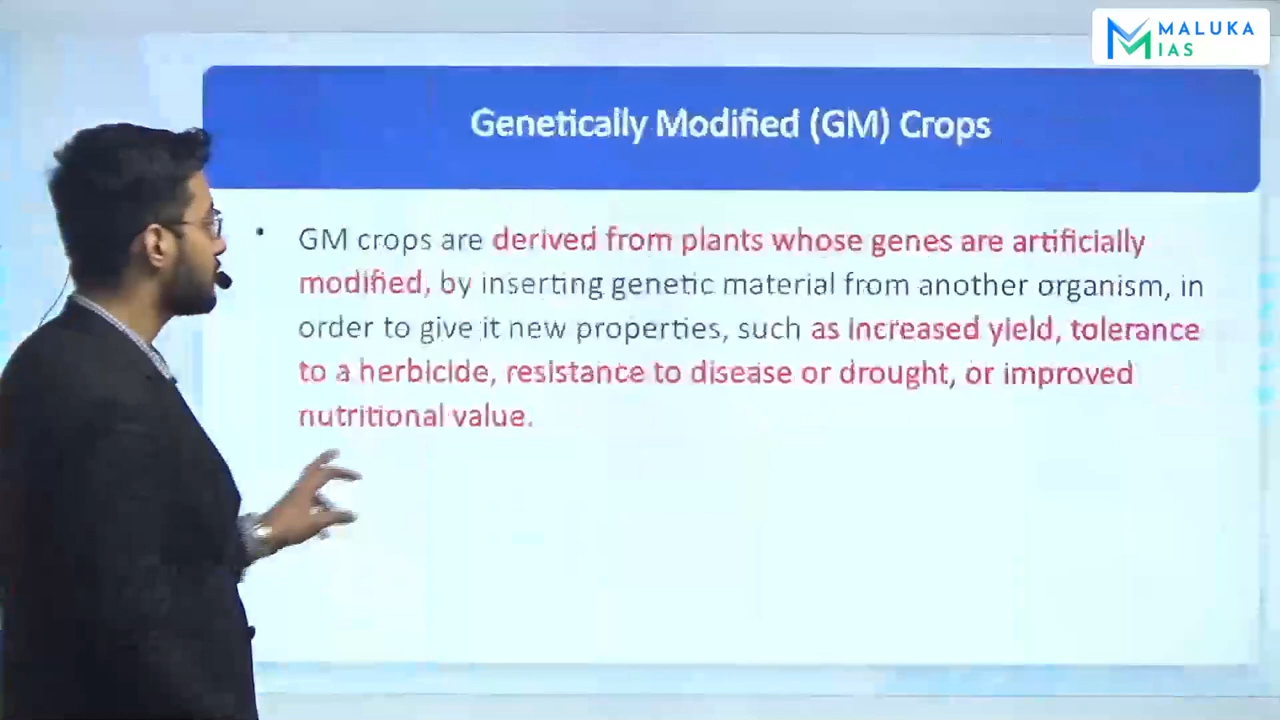 MALUKA
IAS
Genetically Modified (GM) Crops
• GM crops are derived from plants whose genes are artificially
modified, by inserting genetic material from another organism, in
order to give it new properties, such as increased yield, tolerance
to a herbicide, resistance to disease or drought, or improved
nutritional value.